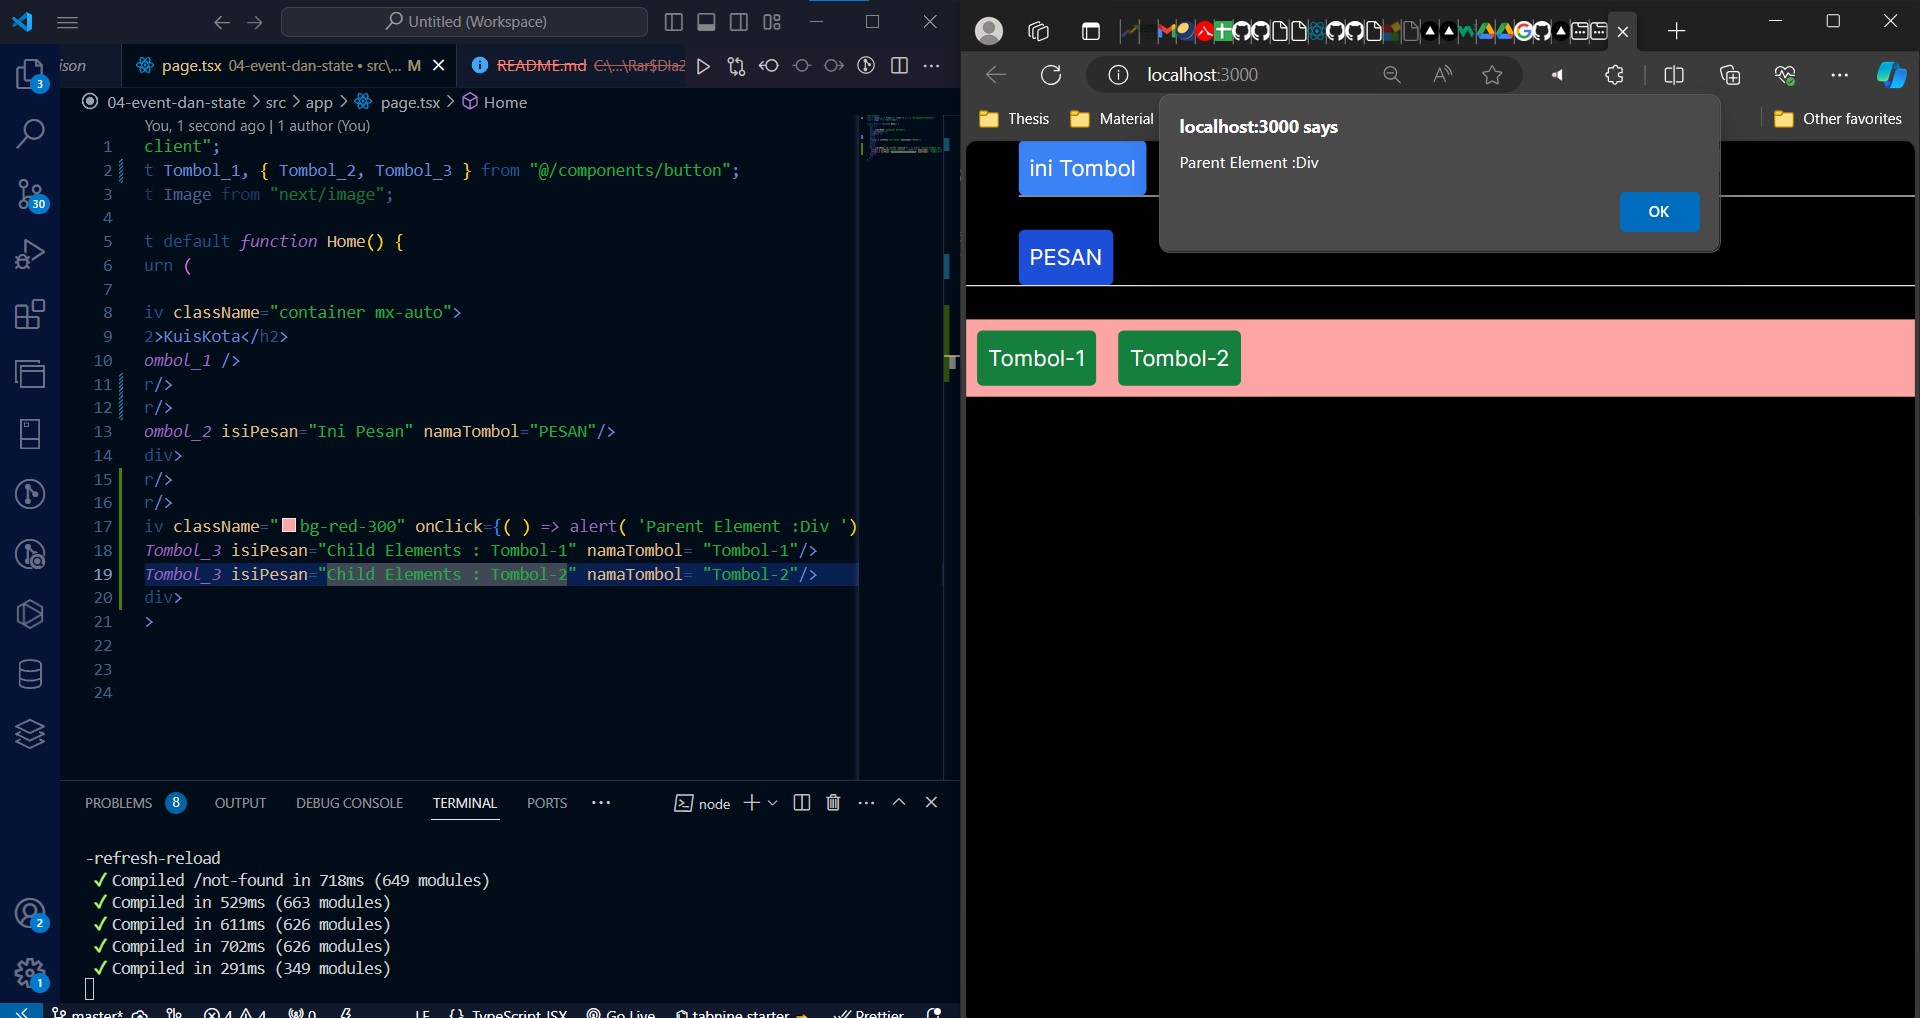 Untitled (Workspace)
ison
page.tsx 04-event-dan-state • src\... M
README.md C:\...\Rar$DIa2
04-event-dan-state > src > app > page.tsx > Home
You, 1 second ago | 1 author (You)
1 client";
2 t Tombol_1, { Tombol_2, Tombol_3 } from "@/components/button";
3 t Image from "next/image";
4
5 t default function Home() {
6 urn (
7
8 iv className="container mx-auto">
9 2>KuisKota</h2>
10 ombol_1 />
11 r/>
12 r/>
13 ombol_2 isiPesan="Ini Pesan" namaTombol="PESAN"/>
14 div>
15 r/>
16 r/>
17 iv className="bg-red-300" onClick={( ) => alert( 'Parent Element :Div ')
18 Tombol_3 isiPesan="Child Elements : Tombol-1" namaTombol= "Tombol-1"/>
19 Tombol_3 isiPesan="Child Elements : Tombol-2" namaTombol= "Tombol-2"/>
20 div>
21 >
22
23
24
3
30
2
1
PROBLEMS 8 OUTPUT DEBUG CONSOLE TERMINAL PORTS ...
node
-refresh-reload
✓ Compiled /not-found in 718ms (649 modules)
✓ Compiled in 529ms (663 modules)
✓ Compiled in 611ms (626 modules)
✓ Compiled in 702ms (626 modules)
✓ Compiled in 291ms (349 modules)
master* 4 4 0 LF {} TypeScript JSX Go Live tabnine starter Prettier
localhost:3000
Thesis
Material
Other favorites
localhost:3000 says
Parent Element :Div
OK
ini Tombol
PESAN
Tombol-1
Tombol-2